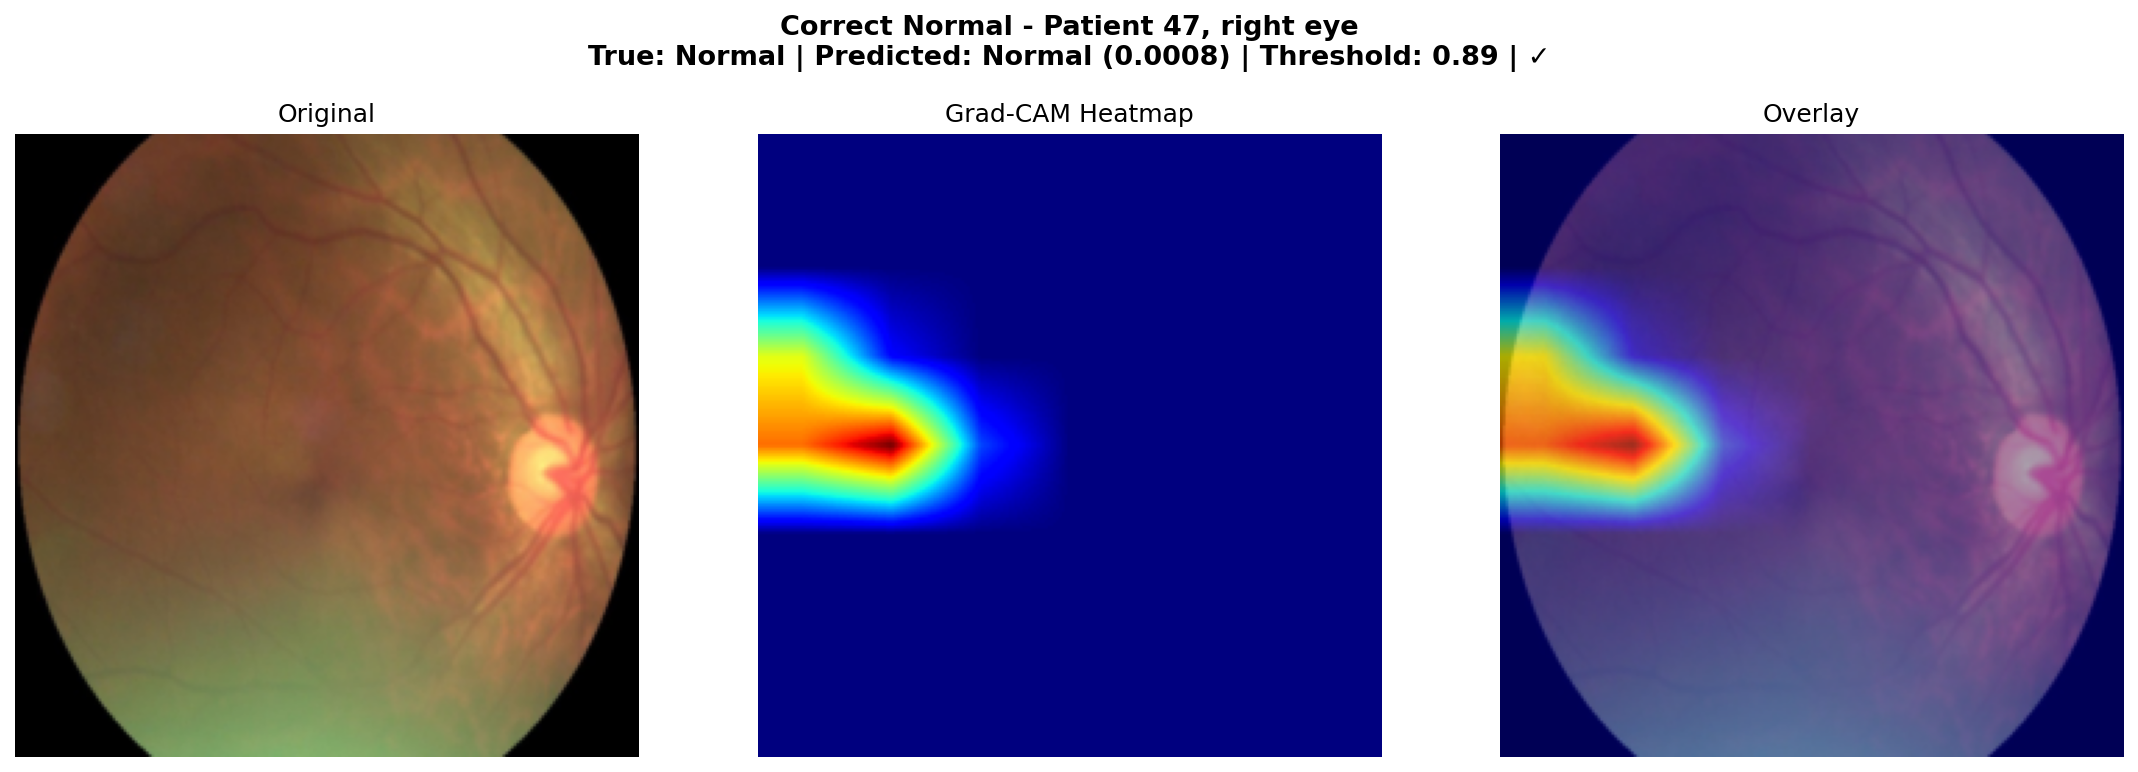 Correct Normal - Patient 47, right eye
True: Normal | Predicted: Normal (0.0008) | Threshold: 0.89 | ✓
Original
Grad-CAM Heatmap
Overlay